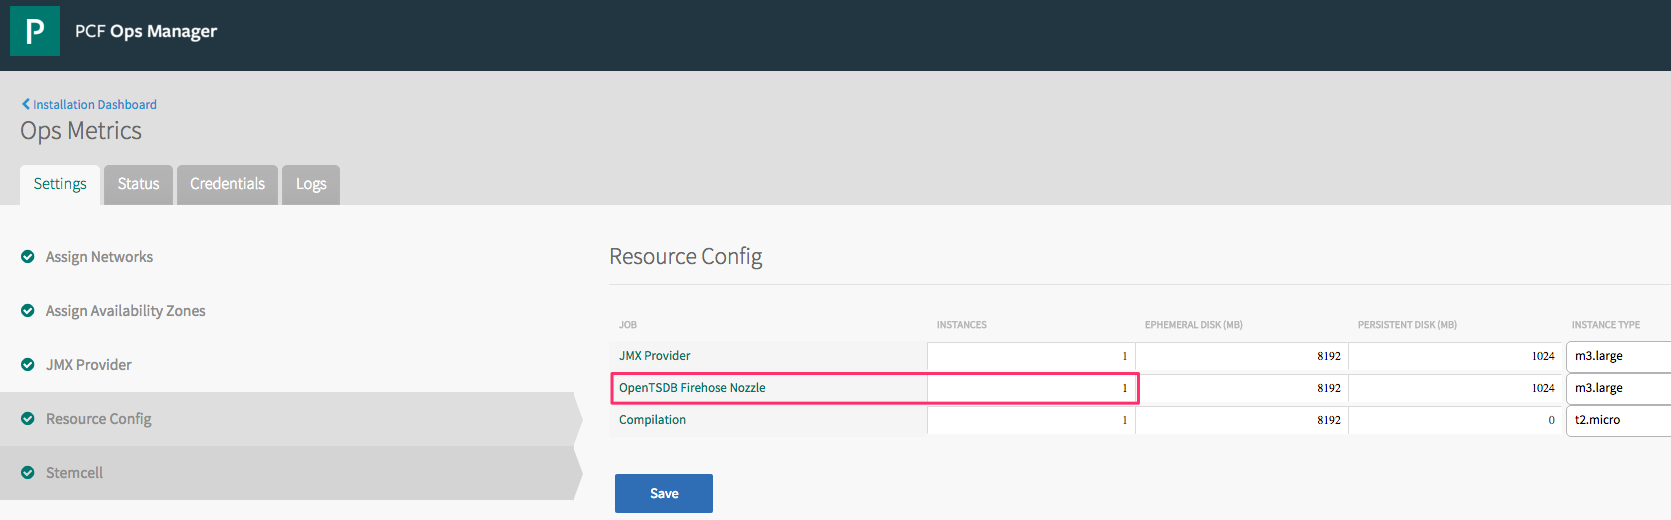 P PCF Ops Manager
Installation Dashboard
Ops Metrics
Settings Status Credentials Logs
Assign Networks
Assign Availability Zones
JMX Provider
Resource Config
Stemcell
Resource Config
JOB INSTANCES EPHEMERAL DISK (MB) PERSISTENT DISK (MB) INSTANCE TYPE
JMX Provider 1 8192 1024 m3.large
OpenTSDB Firehose Nozzle 1 8192 1024 m3.large
Compilation 1 8192 0 t2.micro
Save